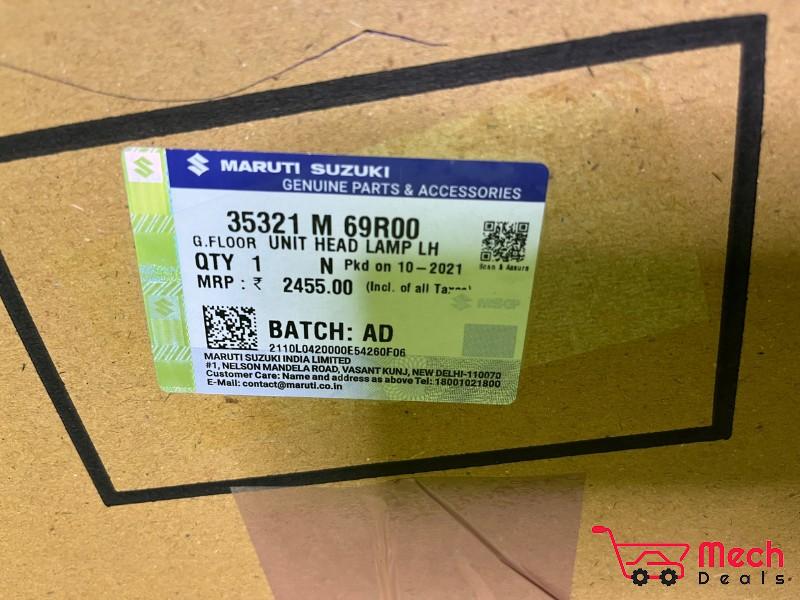 MARUTI SUZUKI
GENUINE PARTS & ACCESSORIES
35321 M 69R00
G.FLOOR UNIT HEAD LAMP LH
QTY 1 N Pkd on 10-2021
Scan & Assure
MRP : ₹ 2455.00 (Incl. of all Taxes)
MSGP
BATCH: AD
2110L0420000E54260F06
MARUTI SUZUKI INDIA LIMITED
#1, NELSON MANDELA ROAD, VASANT KUNJ, NEW DELHI-110070
Customer Care: Name and address as above Tel: 18001021800
E-Mail: contact@maruti.co.in
Mech
Deals